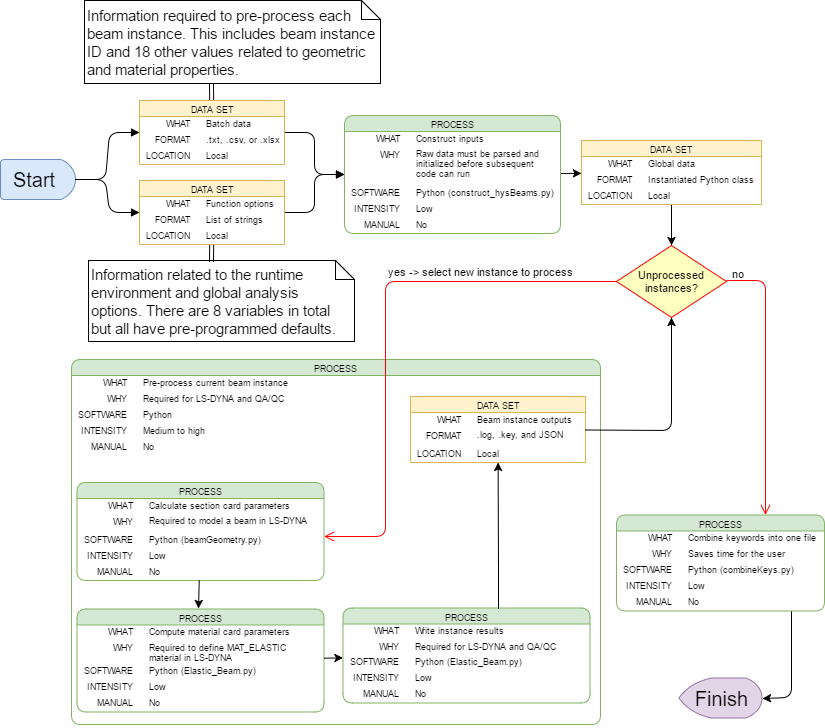 Information required to pre-process each
beam instance. This includes beam instance
ID and 18 other values related to geometric
and material properties.
DATA SET
WHAT Batch data
FORMAT .txt, .csv, or .xlsx
LOCATION Local
Start
DATA SET
WHAT Function options
FORMAT List of strings
LOCATION Local
Information related to the runtime
environment and global analysis
options. There are 8 variables in total
but all have pre-programmed defaults.
PROCESS
WHAT Construct inputs
WHY Raw data must be parsed and
initialized before subsequent
code can run
SOFTWARE Python (construct_hysBeams.py)
INTENSITY Low
MANUAL No
DATA SET
WHAT Global data
FORMAT Instantiated Python class
LOCATION Local
Unprocessed
instances?
yes -> select new instance to process
no
PROCESS
WHAT Pre-process current beam instance
WHY Required for LS-DYNA and QA/QC
SOFTWARE Python
INTENSITY Medium to high
MANUAL No
DATA SET
WHAT Beam instance outputs
FORMAT .log, .key, and JSON
LOCATION Local
PROCESS
WHAT Calculate section card parameters
WHY Required to model a beam in LS-DYNA
SOFTWARE Python (beamGeometry.py)
INTENSITY Low
MANUAL No
PROCESS
WHAT Compute material card parameters
WHY Required to define MAT_ELASTIC
material in LS-DYNA
SOFTWARE Python (Elastic_Beam.py)
INTENSITY Low
MANUAL No
PROCESS
WHAT Write instance results
WHY Required for LS-DYNA and QA/QC
SOFTWARE Python (Elastic_Beam.py)
INTENSITY Low
MANUAL No
PROCESS
WHAT Combine keywords into one file
WHY Saves time for the user
SOFTWARE Python (combineKeys.py)
INTENSITY Low
MANUAL No
Finish